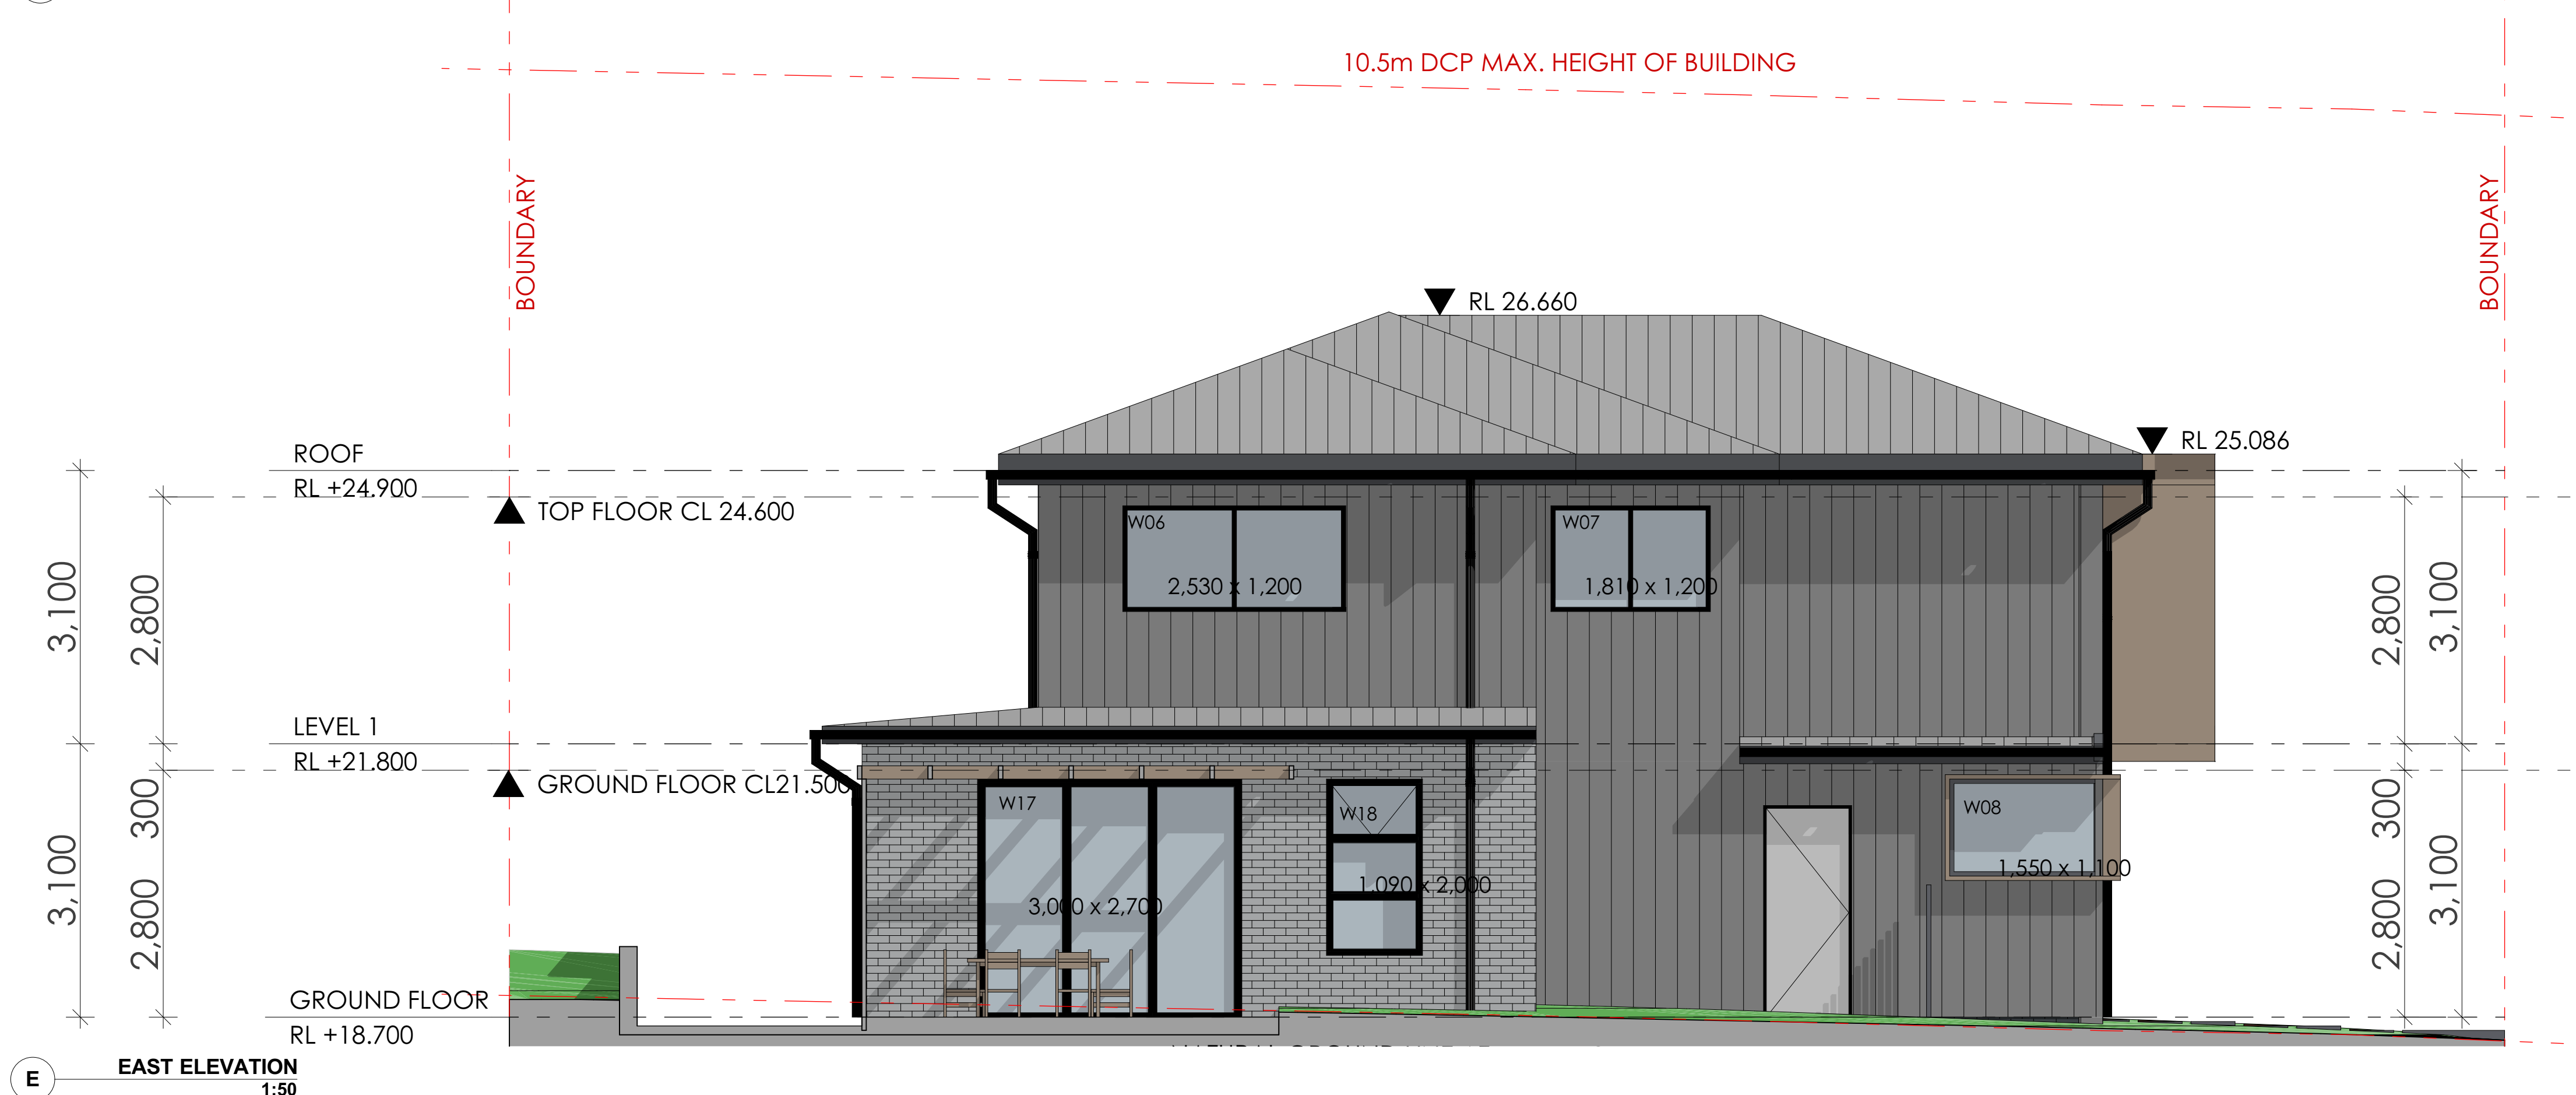 10.5m DCP MAX. HEIGHT OF BUILDING
BOUNDARY
BOUNDARY
RL 26.660
RL 25.086
ROOF
RL +24.900
TOP FLOOR CL 24.600
W06
2,530 x 1,200
W07
1,810 x 1,200
3,100
2,800
2,800
3,100
LEVEL 1
RL +21.800
GROUND FLOOR CL21.500
W17
3,000 x 2,700
W18
1,090 x 2,000
W08
1,550 x 1,100
300
3,100
2,800
300
2,800
3,100
GROUND FLOOR
RL +18.700
E
EAST ELEVATION
1:50